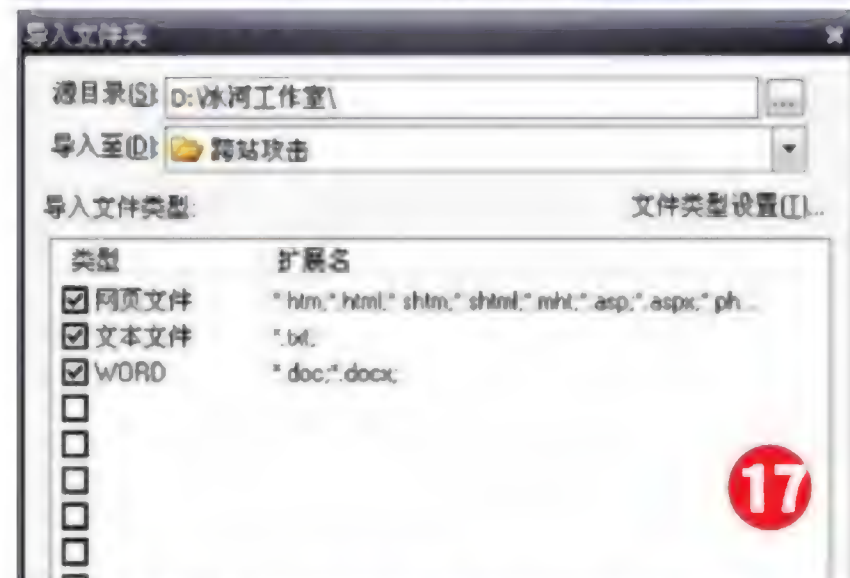 导入文件夹
源目录(S): D:\冰河工作室\ ...
导入至(D): 跨站攻击
导入文件类型: 文件类型设置(T)...
类型 扩展名
网页文件 *.htm;*.html;*.shtm;*.shtml;*.mht;*.asp;*.aspx;*.ph...
文本文件 *.txt;
WORD *.doc;*.docx;
17